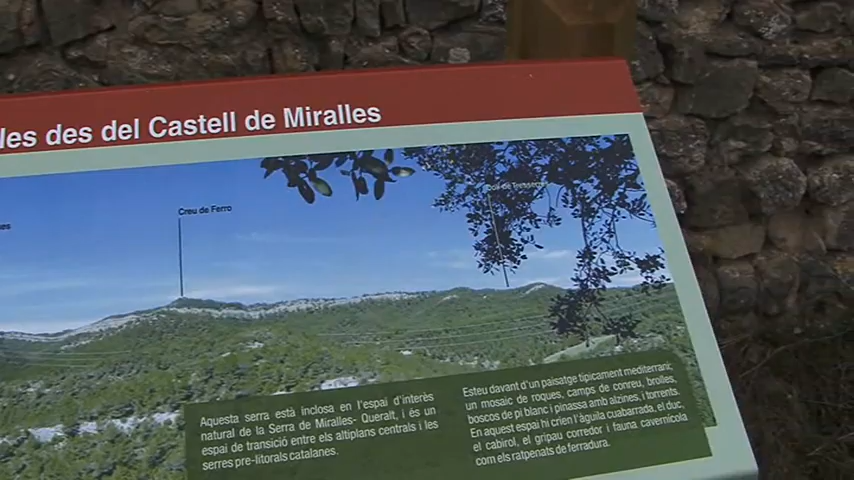 les des del Castell de Miralles
Creu de Ferro
Coll de Tresserra
Aquesta serra està inclosa en l'espai d'interès
natural de la Serra de Miralles- Queralt, i és un
espai de transició entre els altiplans centrals i les
serres pre-litorals catalanes.
Esteu davant d'un paisatge típicament mediterrani,
un mosaic de roques, camps de conreu, brolles,
boscos de pi blanc i pinassa amb alzines, torrents.
En aquest espai hi crien l'àguila cuabarrada, el duc,
el cabirol, el gripau corredor i fauna cavernícola
com els ratpenats de ferradura.